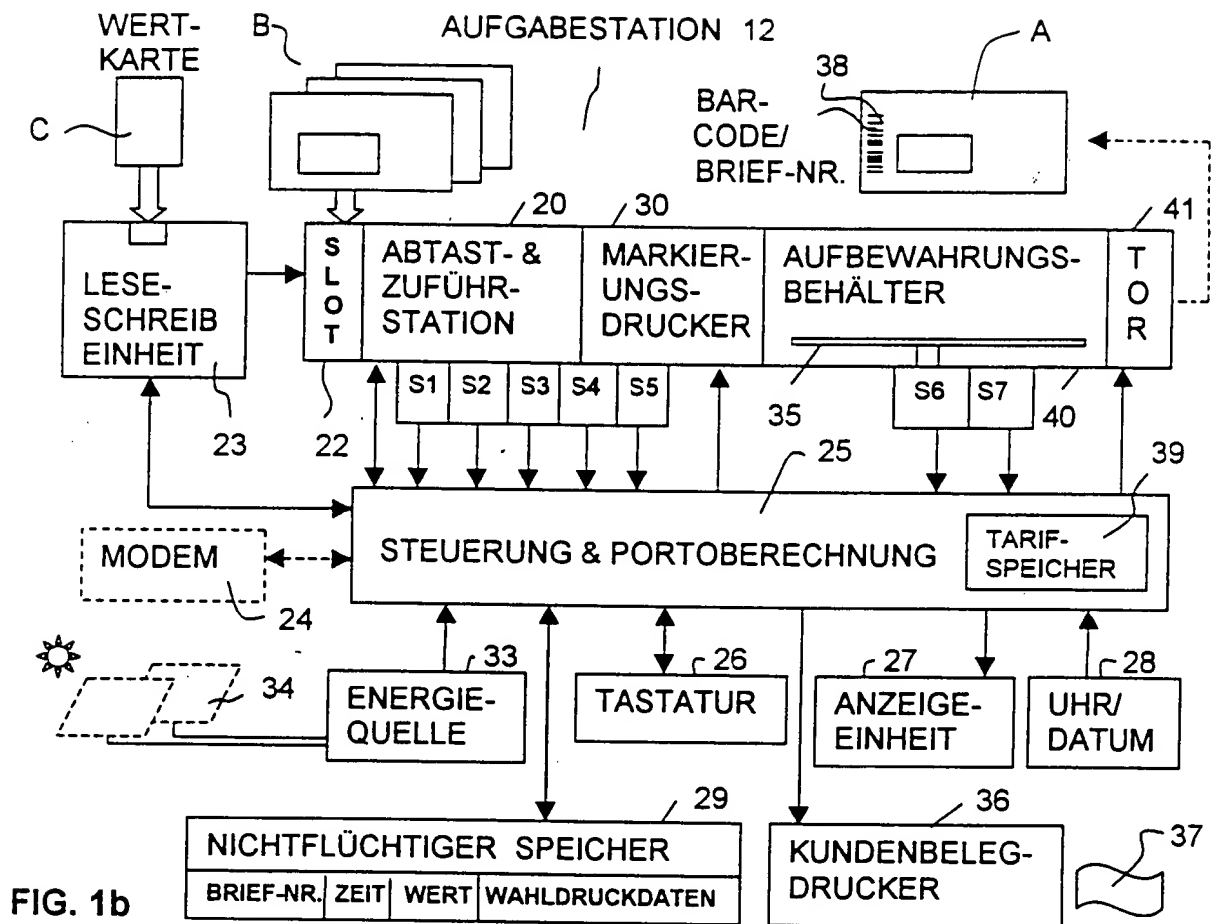 WERT-
KARTE
B
AUFGABESTATION 12
A
38
C
BAR-
CODE/
BRIEF-NR.
20
30
41
SLOT
ABTAST- &
ZUFÜHR-
STATION
MARKIER-
UNGS-
DRUCKER
AUFBEWAHRUNGS-
BEHÄLTER
TOR
LESE-
SCHREIB
EINHEIT
S1 S2 S3 S4 S5
S6 S7
23
22
35
40
25
39
MODEM
STEUERUNG & PORTOBERECHNUNG
TARIF-
SPEICHER
24
33
26
27
28
34
ENERGIE-
QUELLE
TASTATUR
ANZEIGE-
EINHEIT
UHR/
DATUM
29
36
37
NICHTFLÜCHTIGER SPEICHER
BRIEF-NR. ZEIT WERT WAHLDRUCKDATEN
KUNDENBELEG-
DRUCKER
FIG. 1b